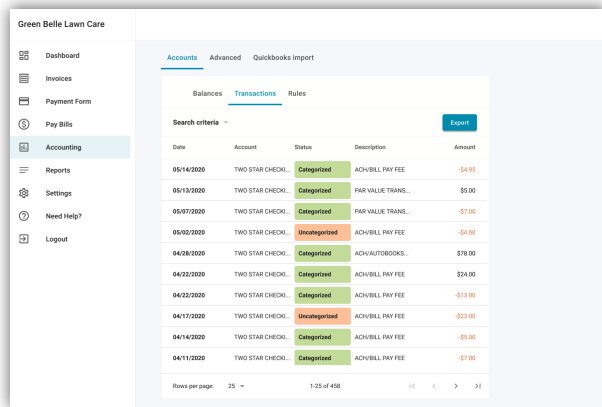 Green Belle Lawn Care
Dashboard
Invoices
Payment Form
Pay Bills
Accounting
Reports
Settings
Need Help?
Logout
Accounts Advanced Quickbooks import
Balances Transactions Rules
Search criteria Export
Date Account Status Description Amount
05/14/2020 TWO STAR CHECKI... Categorized ACH/BILL PAY FEE -$4.95
05/13/2020 TWO STAR CHECKI... Categorized PAR VALUE TRANS... $5.00
05/07/2020 TWO STAR CHECKI... Categorized PAR VALUE TRANS... -$7.00
05/02/2020 TWO STAR CHECKI... Uncategorized ACH/BILL PAY FEE -$4.00
04/28/2020 TWO STAR CHECKI... Categorized ACH/AUTOBOOKS... $78.00
04/22/2020 TWO STAR CHECKI... Categorized ACH/BILL PAY FEE $24.00
04/22/2020 TWO STAR CHECKI... Categorized ACH/BILL PAY FEE -$13.00
04/17/2020 TWO STAR CHECKI... Uncategorized ACH/BILL PAY FEE -$23.00
04/14/2020 TWO STAR CHECKI... Categorized ACH/BILL PAY FEE -$5.00
04/11/2020 TWO STAR CHECKI... Categorized ACH/BILL PAY FEE -$7.00
Rows per page: 25 1-25 of 458